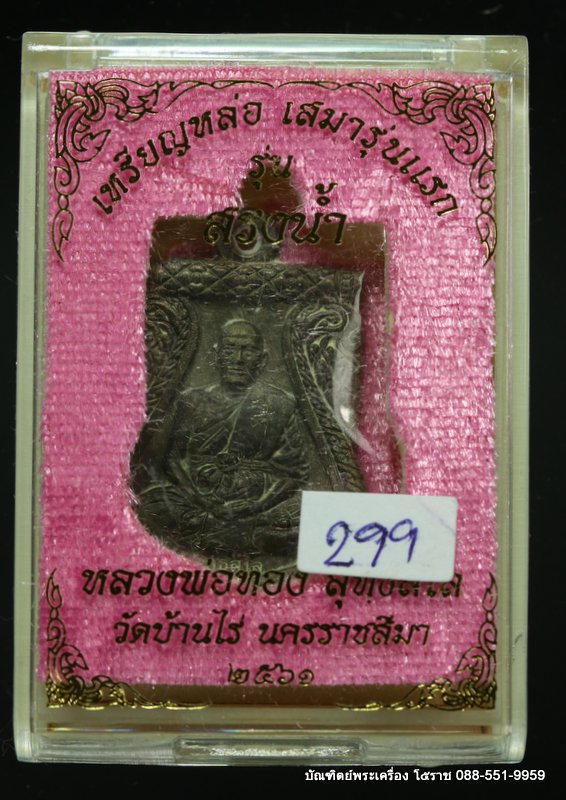 เหรียญหล่อ เสมารุ่นแรก
รุ่น
สรงน้ำ
299
หลวงพ่อทอง สุทฺธสีโล
วัดบ้านไร่ นครราชสีมา
๒๕๖๑
บัณฑิตย์พระเครื่อง โคราช 088-551-9959